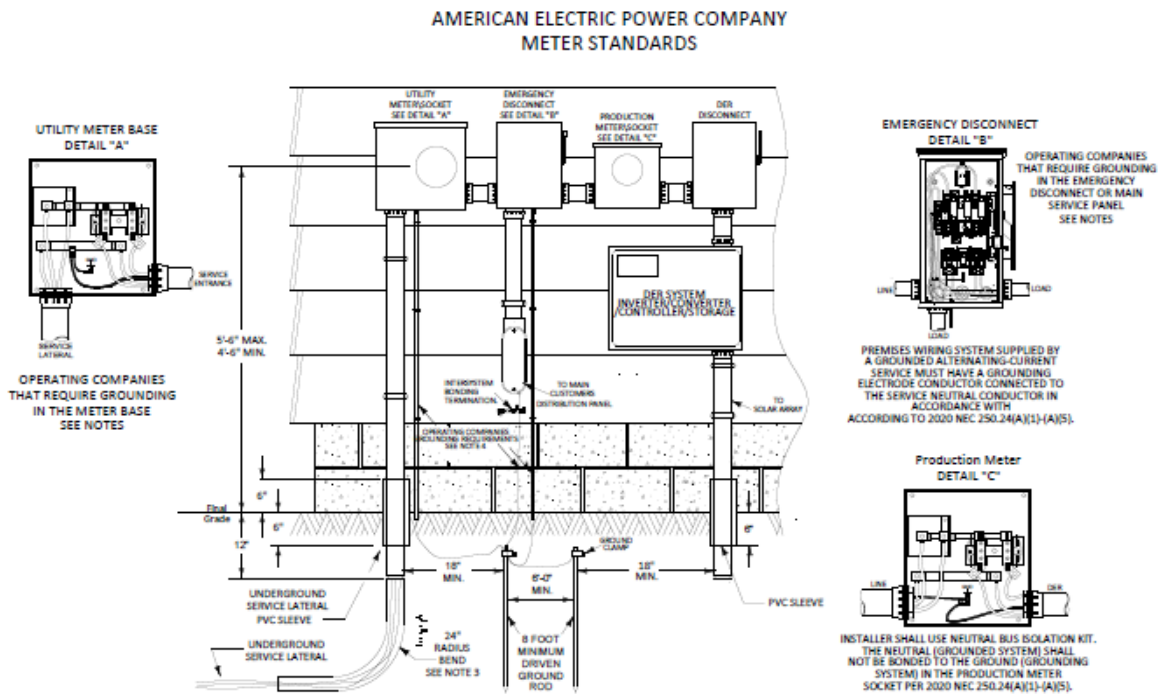 AMERICAN ELECTRIC POWER COMPANY
METER STANDARDS
UTILITY METER BASE
DETAIL "A"
SERVICE
ENTRANCE
SERVICE
LATERAL
OPERATING COMPANIES
THAT REQUIRE GROUNDING
IN THE METER BASE
SEE NOTES
UTILITY
METER\SOCKET
SEE DETAIL "A"
EMERGENCY
DISCONNECT
SEE DETAIL "B"
PRODUCTION
METER\SOCKET
SEE DETAIL "C"
DER
DISCONNECT
DER SYSTEM
INVERTER/CONVERTER
/CONTROLLER/STORAGE
5'-6" MAX.
4'-6" MIN.
INTERSYSTEM
BONDING
TERMINATION.
TO MAIN
CUSTOMERS
DISTRIBUTION PANEL
TO
SOLAR ARRAY
OPERATING COMPANIES
GROUNDING REQUIREMENTS
SEE NOTE 4
6"
Final
Grade
6"
12"
6"
GROUND
CLAMP
18"
MIN.
6'-0"
MIN.
18"
MIN.
UNDERGROUND
SERVICE LATERAL
PVC SLEEVE
PVC SLEEVE
UNDERGROUND
SERVICE LATERAL
24"
RADIUS
BEND
SEE NOTE 3
8 FOOT
MINIMUM
DRIVEN
GROUND
ROD
EMERGENCY DISCONNECT
DETAIL "B"
OPERATING COMPANIES
THAT REQUIRE GROUNDING
IN THE EMERGENCY
DISCONNECT OR MAIN
SERVICE PANEL
SEE NOTES
LINE
LOAD
LOAD
PREMISES WIRING SYSTEM SUPPLIED BY
A GROUNDED ALTERNATING-CURRENT
SERVICE MUST HAVE A GROUNDING
ELECTRODE CONDUCTOR CONNECTED TO
THE SERVICE NEUTRAL CONDUCTOR IN
ACCORDANCE WITH
ACCORDING TO 2020 NEC 250.24(A)(1)-(A)(5).
Production Meter
DETAIL "C"
LINE
DER
INSTALLER SHALL USE NEUTRAL BUS ISOLATION KIT.
THE NEUTRAL (GROUNDED SYSTEM) SHALL
NOT BE BONDED TO THE GROUND (GROUNDING
SYSTEM) IN THE PRODUCTION METER
SOCKET PER 2020 NEC 250.24(A)(1)-(A)(5).